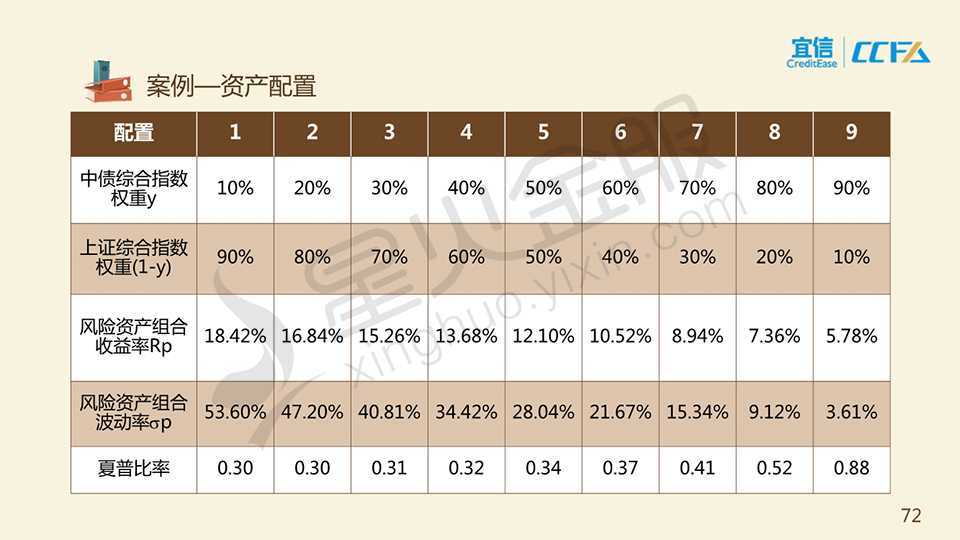 宜信 CCFA
CreditEase
案例—资产配置
配置 1 2 3 4 5 6 7 8 9
中债综合指数
权重y 10% 20% 30% 40% 50% 60% 70% 80% 90%
上证综合指数
权重(1-y) 90% 80% 70% 60% 50% 40% 30% 20% 10%
风险资产组合
收益率Rp 18.42% 16.84% 15.26% 13.68% 12.10% 10.52% 8.94% 7.36% 5.78%
风险资产组合
波动率σp 53.60% 47.20% 40.81% 34.42% 28.04% 21.67% 15.34% 9.12% 3.61%
夏普比率 0.30 0.30 0.31 0.32 0.34 0.37 0.41 0.52 0.88
星火金服
xinghuo.yixin.com
72